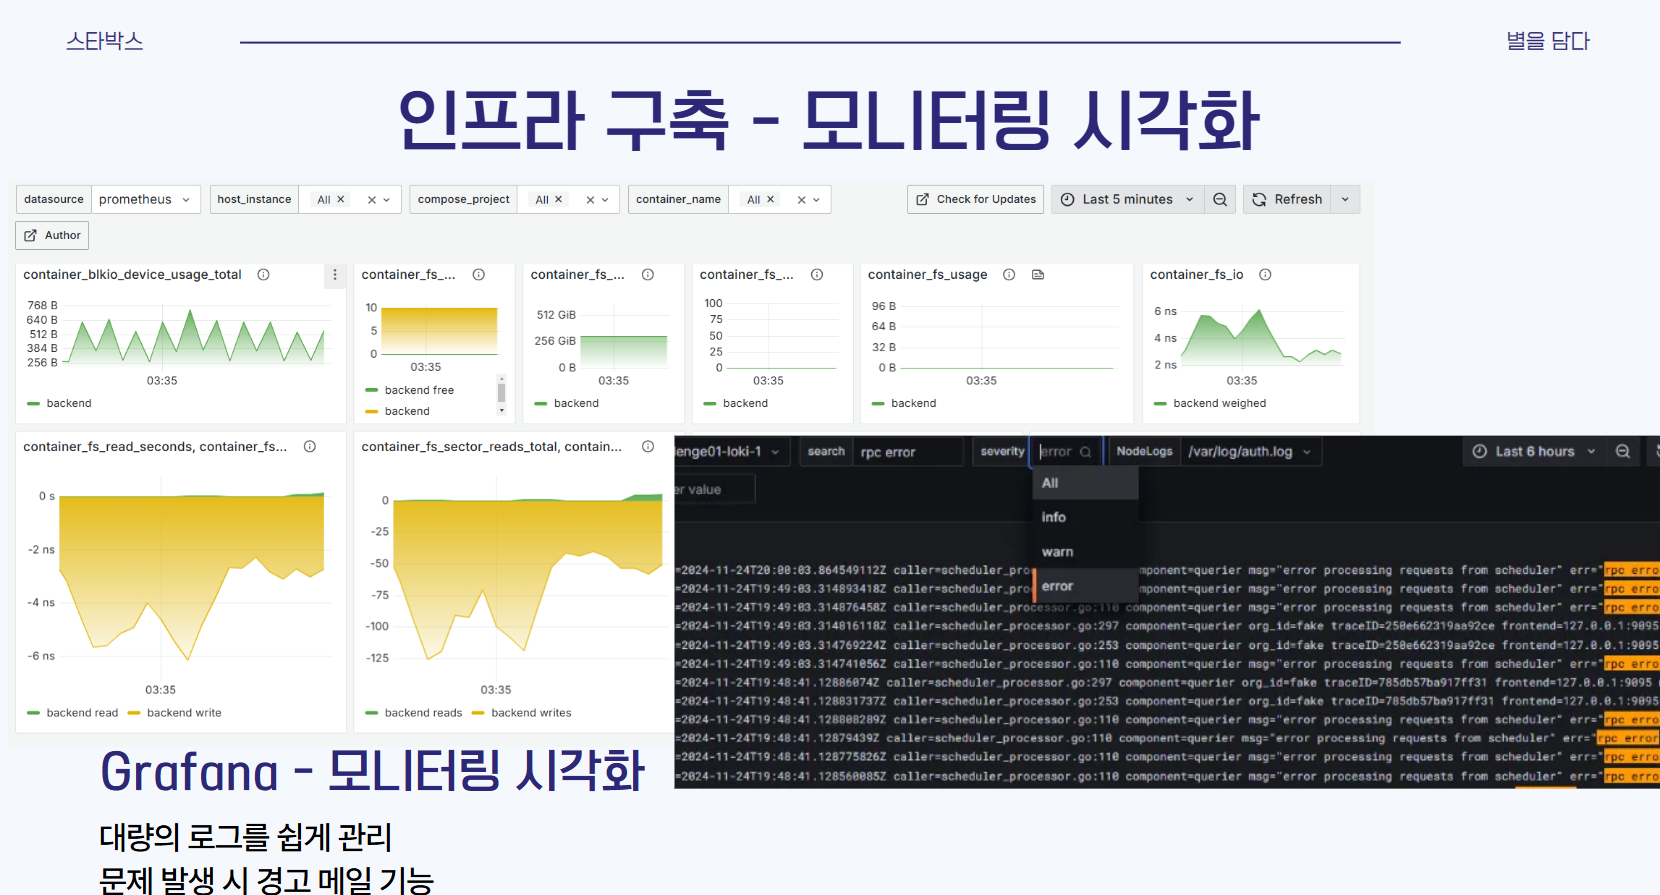 스타박스
별을 담다
인프라 구축 - 모니터링 시각화
datasource prometheus host_instance All × compose_project All × container_name All × Check for Updates Last 5 minutes Refresh
Author
container_blkio_device_usage_total
768 B
640 B
512 B
384 B
256 B
03:35
backend
container_fs_...
10
5
0
03:35
backend free
backend
container_fs_...
512 GiB
256 GiB
0 B
03:35
backend
container_fs_...
100
75
50
25
0
03:35
backend
container_fs_usage
96 B
64 B
32 B
0 B
03:35
backend
container_fs_io
6 ns
4 ns
2 ns
03:35
backend weighed
container_fs_read_seconds, container_fs...
0 s
-2 ns
-4 ns
-6 ns
03:35
backend read backend write
container_fs_sector_reads_total, contain...
0
-25
-50
-75
-100
-125
03:35
backend reads backend writes
lenge01-loki-1 search rpc error severity error NodeLogs /var/log/auth.log Last 6 hours
er value
All
info
warn
error
=2024-11-24T20:00:03.864549112Z caller=scheduler_pro mponent=querier msg="error processing requests from scheduler" err="rpc erro
=2024-11-24T19:49:03.314893418Z caller=scheduler_pro mponent=querier msg="error processing requests from scheduler" err="rpc erro
=2024-11-24T19:49:03.314876458Z caller=scheduler_processor.go:110 component=querier msg="error processing requests from scheduler" err="rpc erro
=2024-11-24T19:49:03.314816118Z caller=scheduler_processor.go:297 component=querier org_id=fake traceID=250e662319aa92ce frontend=127.0.0.1:9095
=2024-11-24T19:49:03.314769224Z caller=scheduler_processor.go:253 component=querier org_id=fake traceID=250e662319aa92ce frontend=127.0.0.1:9095
=2024-11-24T19:49:03.314741056Z caller=scheduler_processor.go:110 component=querier msg="error processing requests from scheduler" err="rpc erro
=2024-11-24T19:48:41.12886074Z caller=scheduler_processor.go:297 component=querier org_id=fake traceID=785db57ba917ff31 frontend=127.0.0.1:9095
=2024-11-24T19:48:41.128831737Z caller=scheduler_processor.go:253 component=querier org_id=fake traceID=785db57ba917ff31 frontend=127.0.0.1:9095
=2024-11-24T19:48:41.128808289Z caller=scheduler_processor.go:110 component=querier msg="error processing requests from scheduler" err="rpc erro
=2024-11-24T19:48:41.12879439Z caller=scheduler_processor.go:110 component=querier msg="error processing requests from scheduler" err="rpc error
=2024-11-24T19:48:41.128775826Z caller=scheduler_processor.go:110 component=querier msg="error processing requests from scheduler" err="rpc erro
=2024-11-24T19:48:41.128560085Z caller=scheduler_processor.go:110 component=querier msg="error processing requests from scheduler" err="rpc erro
Grafana - 모니터링 시각화
대량의 로그를 쉽게 관리
문제 발생 시 경고 메일 기능